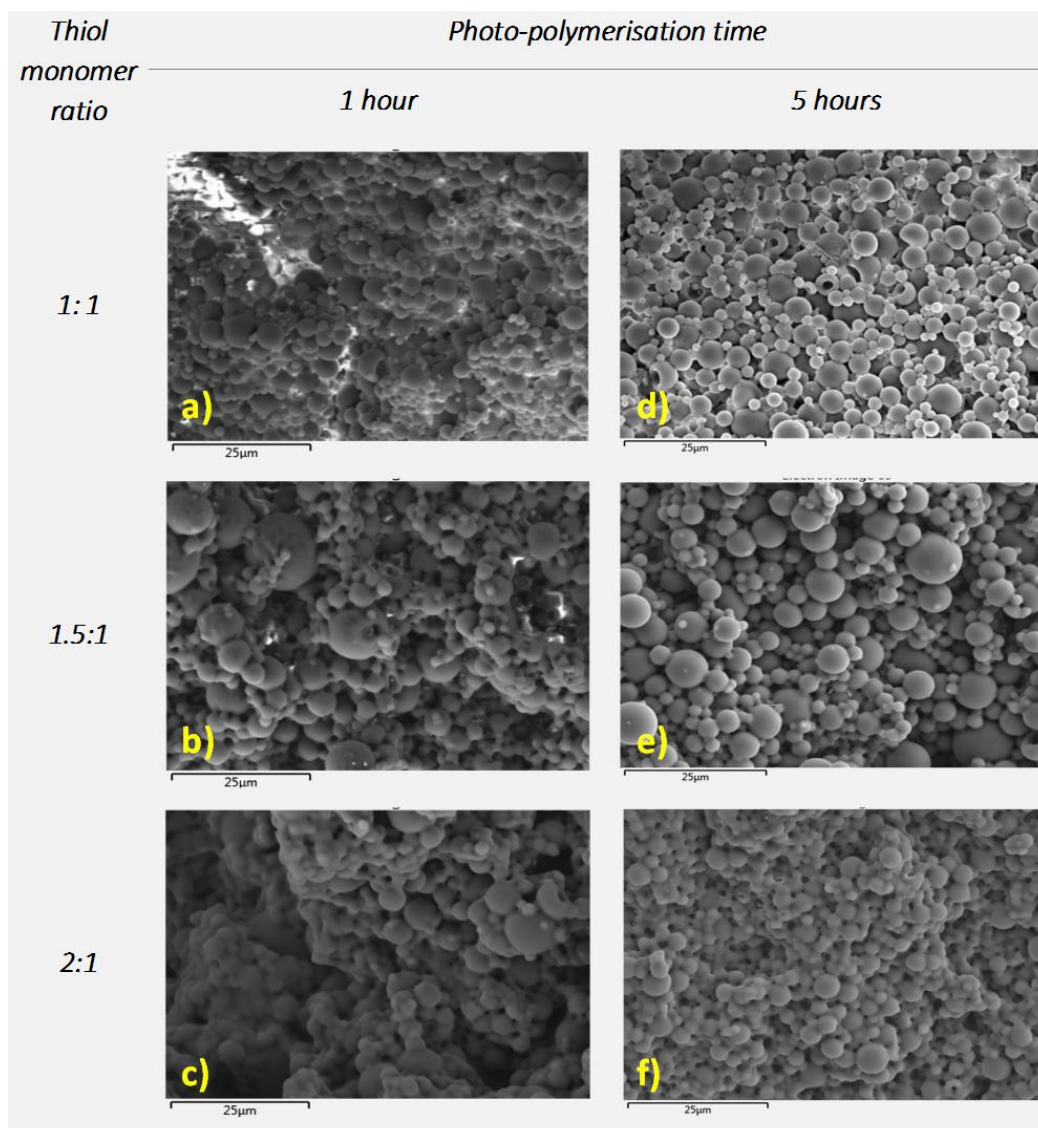 Thiol
monomer
ratio
Photo-polymerisation time
1 hour
5 hours
1:1
a)
25µm
d)
25µm
1.5:1
b)
25µm
e)
25µm
2:1
c)
25µm
f)
25µm